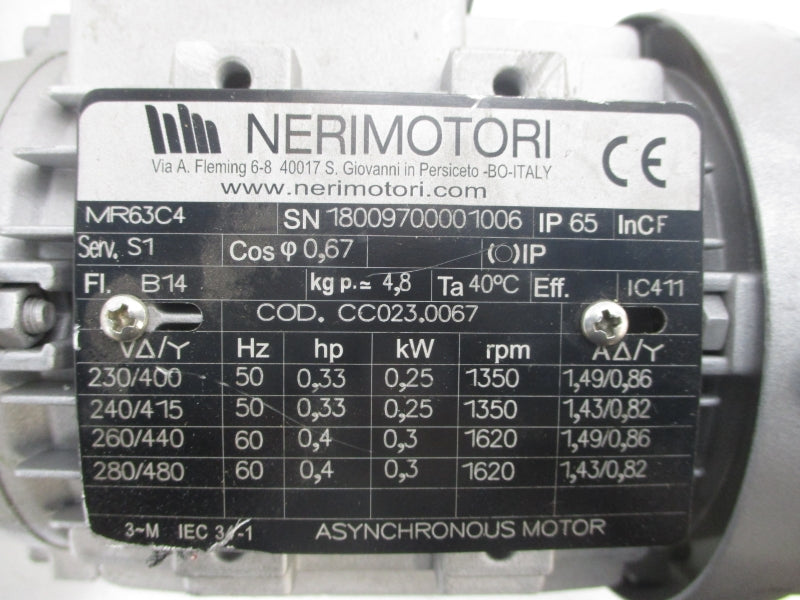 NERIMOTORI
Via A. Fleming 6-8 40017 S. Giovanni in Persiceto -BO-ITALY
www.nerimotori.com
CE
MR63C4 SN 18009700001006 IP 65 InCF
Serv. S1 Cos φ 0,67 IP
Fl. B14 kg p.≃ 4,8 Ta 40°C Eff. IC411
COD. CC023.0067
VΔ/Y Hz hp kW rpm AΔ/Y
230/400 50 0,33 0,25 1350 1,49/0,86
240/415 50 0,33 0,25 1350 1,43/0,82
260/440 60 0,4 0,3 1620 1,49/0,86
280/480 60 0,4 0,3 1620 1,43/0,82
3~M IEC 34-1 ASYNCHRONOUS MOTOR